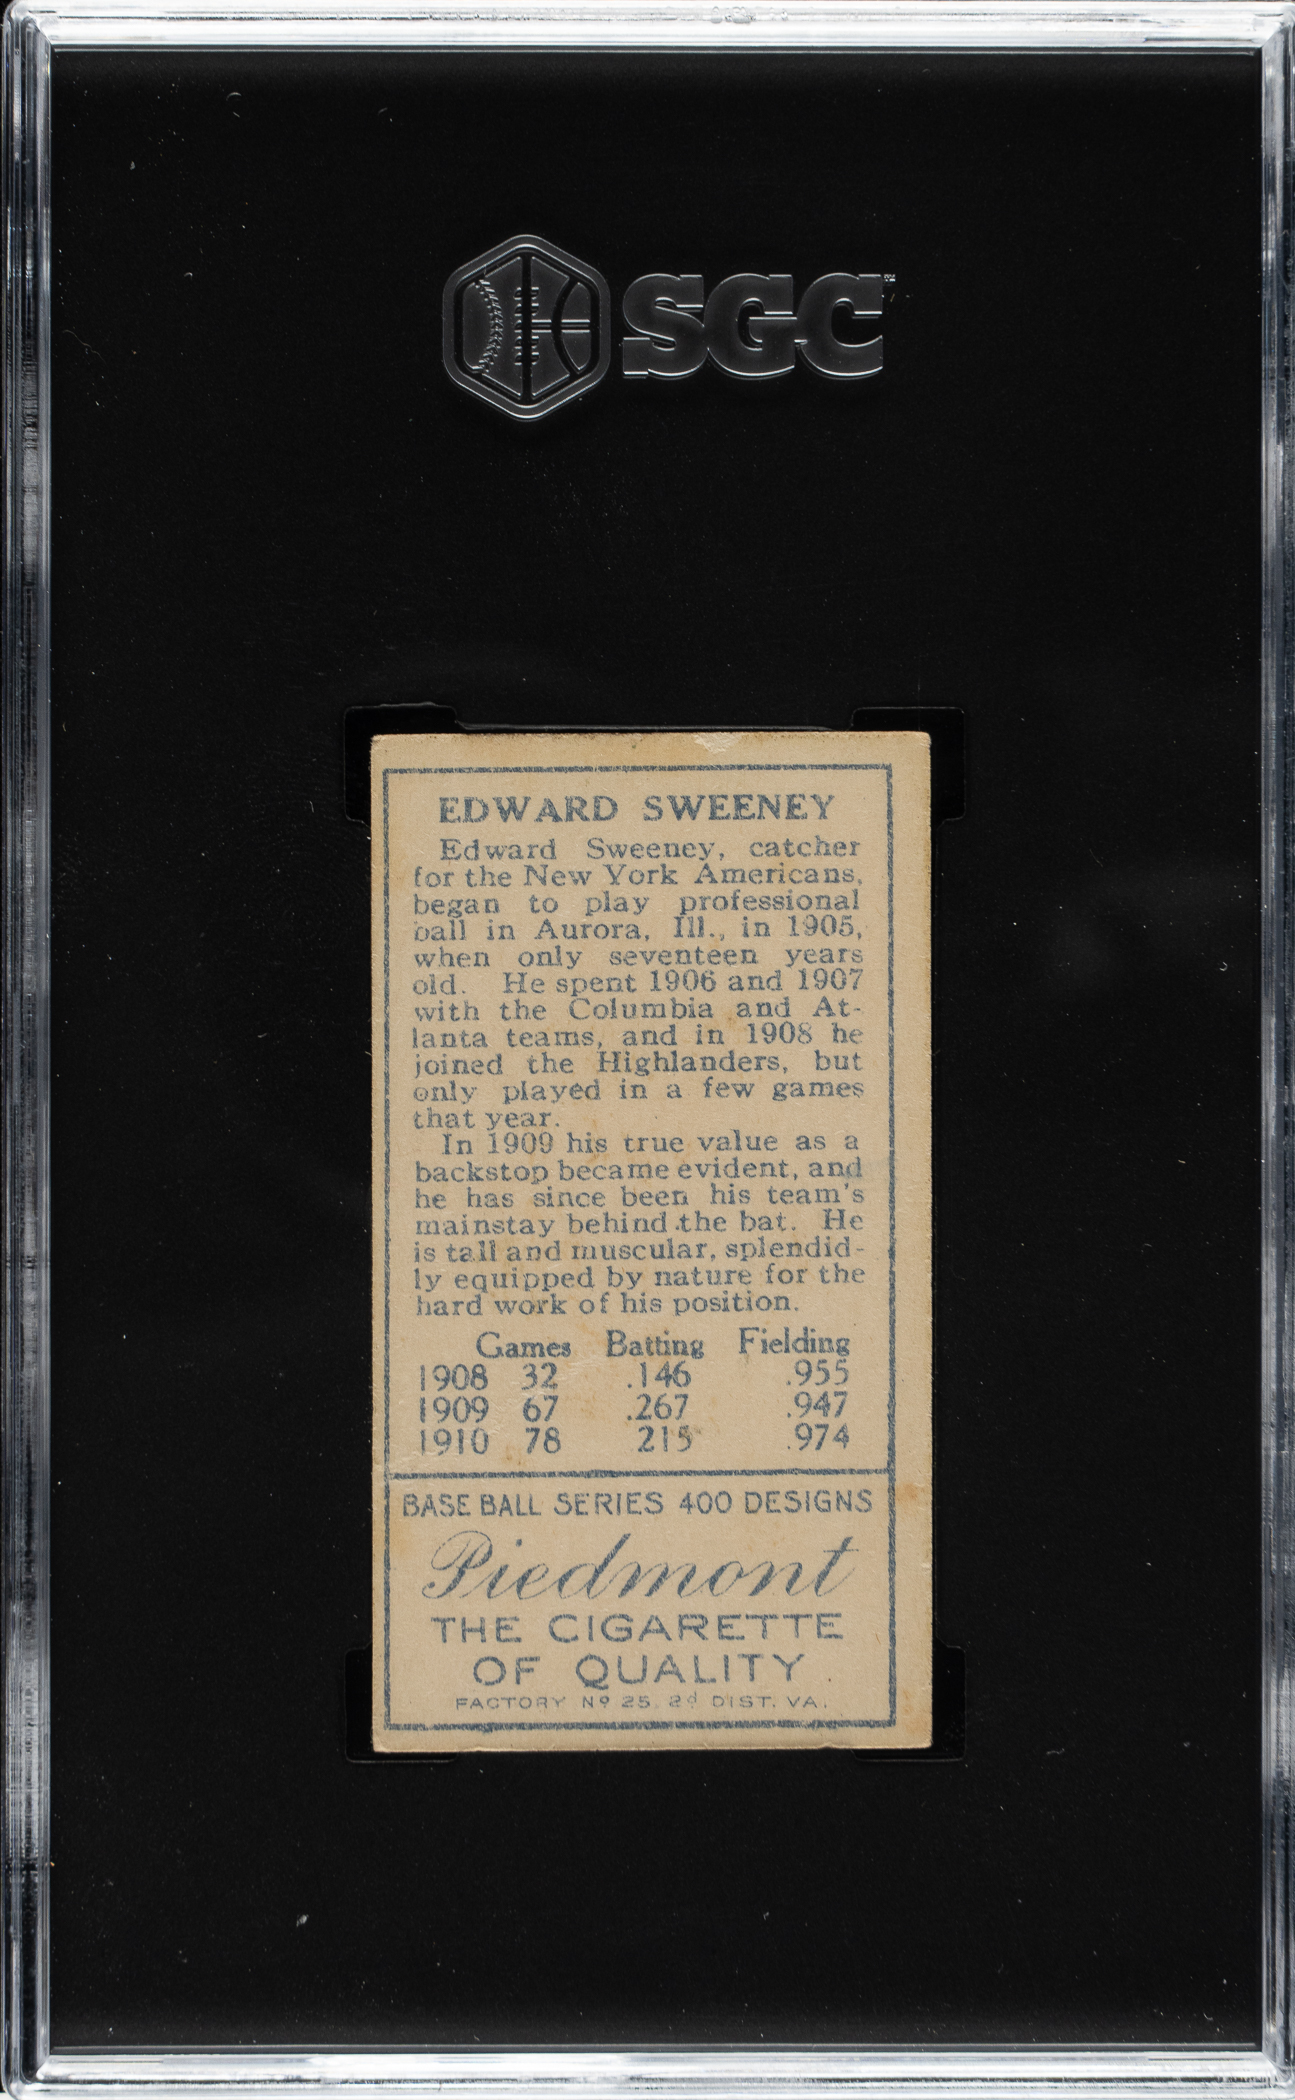 SGC
EDWARD SWEENEY
Edward Sweeney, catcher
for the New York Americans,
began to play professional
ball in Aurora, Ill., in 1905,
when only seventeen years
old. He spent 1906 and 1907
with the Columbia and At-
lanta teams, and in 1908 he
joined the Highlanders, but
only played in a few games
that year.
In 1909 his true value as a
backstop became evident, and
he has since been his team's
mainstay behind the bat. He
is tall and muscular, splendid-
ly equipped by nature for the
hard work of his position.
Games Batting Fielding
1908 32 .146 .955
1909 67 .267 .947
1910 78 215 .974
BASE BALL SERIES 400 DESIGNS
Piedmont
THE CIGARETTE
OF QUALITY
FACTORY Nº 25. 2d DIST. VA.